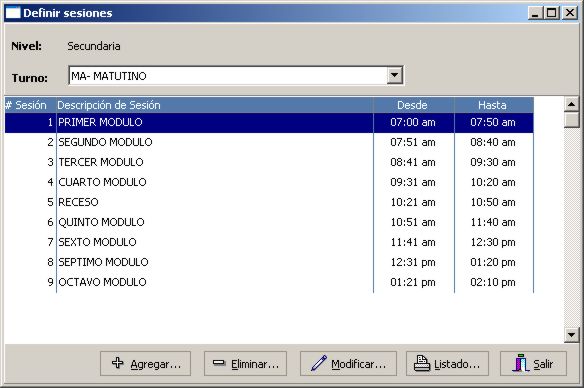 Definir sesiones
Nivel: Secundaria
Turno: MA- MATUTINO
# Sesión Descripción de Sesión Desde Hasta
1 PRIMER MODULO 07:00 am 07:50 am
2 SEGUNDO MODULO 07:51 am 08:40 am
3 TERCER MODULO 08:41 am 09:30 am
4 CUARTO MODULO 09:31 am 10:20 am
5 RECESO 10:21 am 10:50 am
6 QUINTO MODULO 10:51 am 11:40 am
7 SEXTO MODULO 11:41 am 12:30 pm
8 SEPTIMO MODULO 12:31 pm 01:20 pm
9 OCTAVO MODULO 01:21 pm 02:10 pm
Agregar... Eliminar... Modificar... Listado... Salir